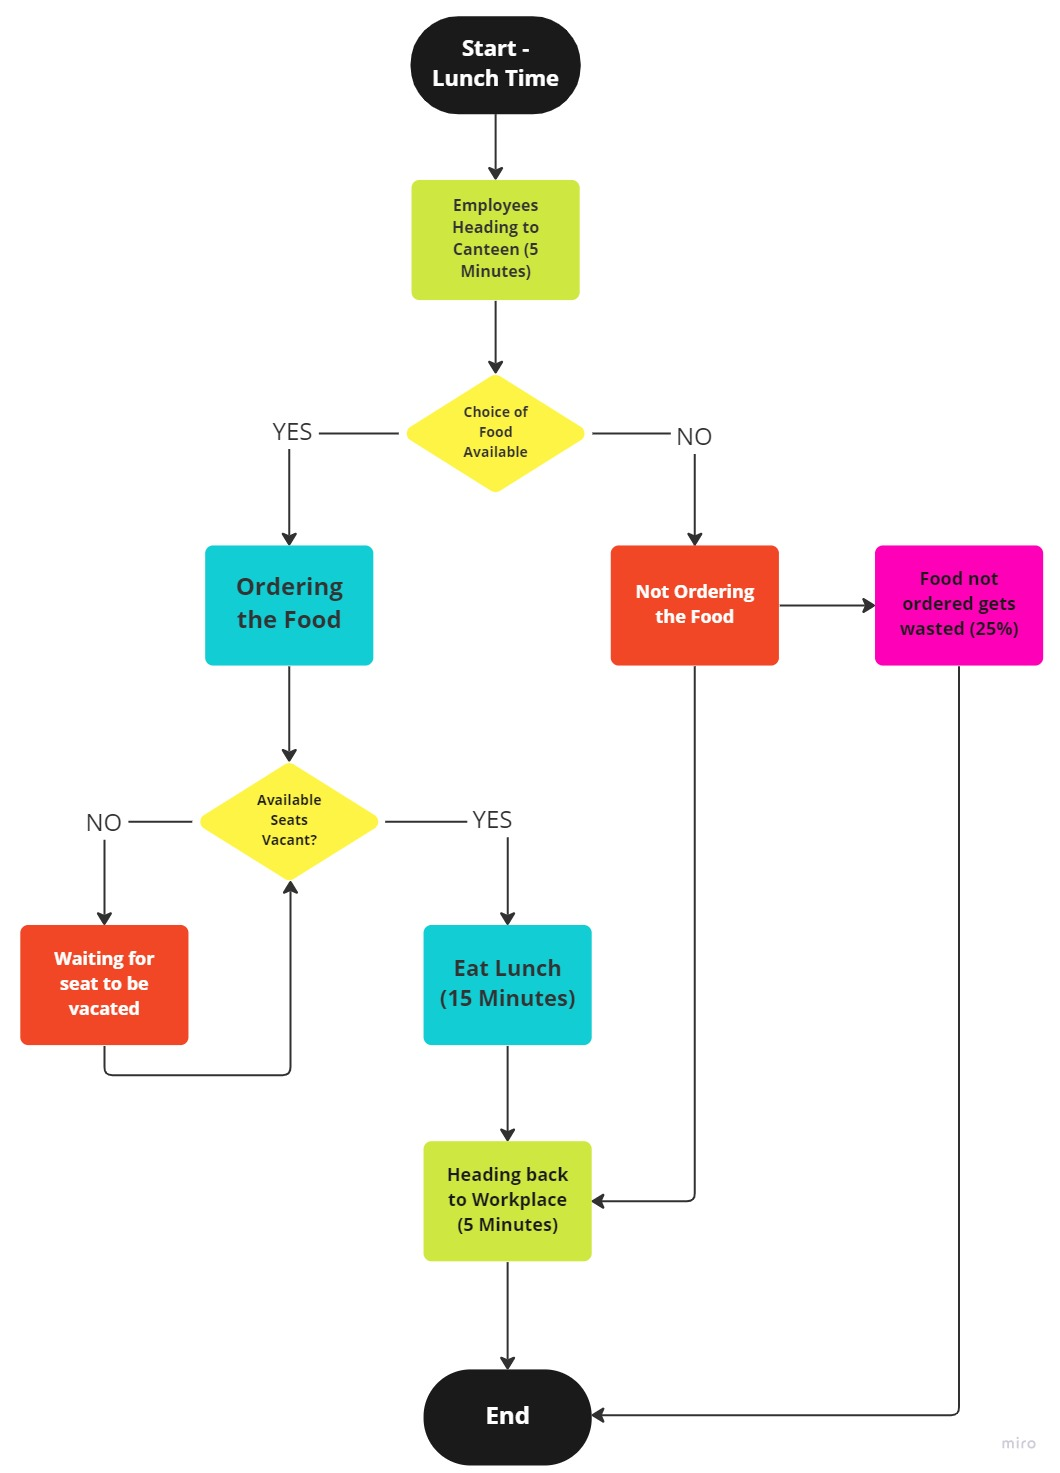 Start -
Lunch Time
Employees
Heading to
Canteen (5
Minutes)
Choice of
Food
Available
YES
NO
Ordering
the Food
Not Ordering
the Food
Food not
ordered gets
wasted (25%)
Available
Seats
Vacant?
NO
YES
Waiting for
seat to be
vacated
Eat Lunch
(15 Minutes)
Heading back
to Workplace
(5 Minutes)
End
miro